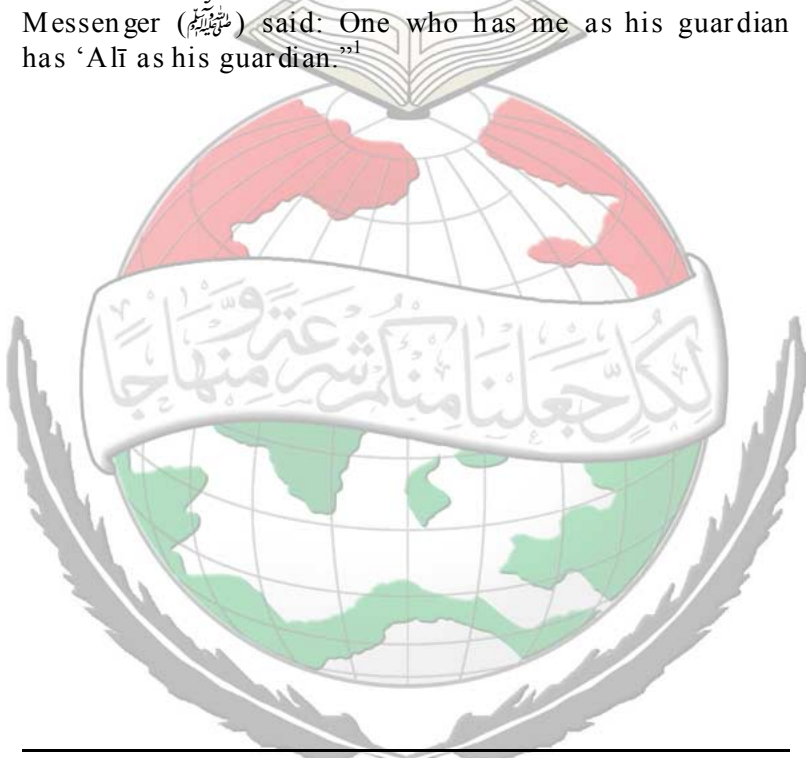 Messenger (ﷺ) said: One who has me as his guardian
has ‘Alī as his guardian.”¹
لِكُلٍّ جَعَلْنَا مِنْكُمْ شِرْعَةً وَمِنْهَاجًا